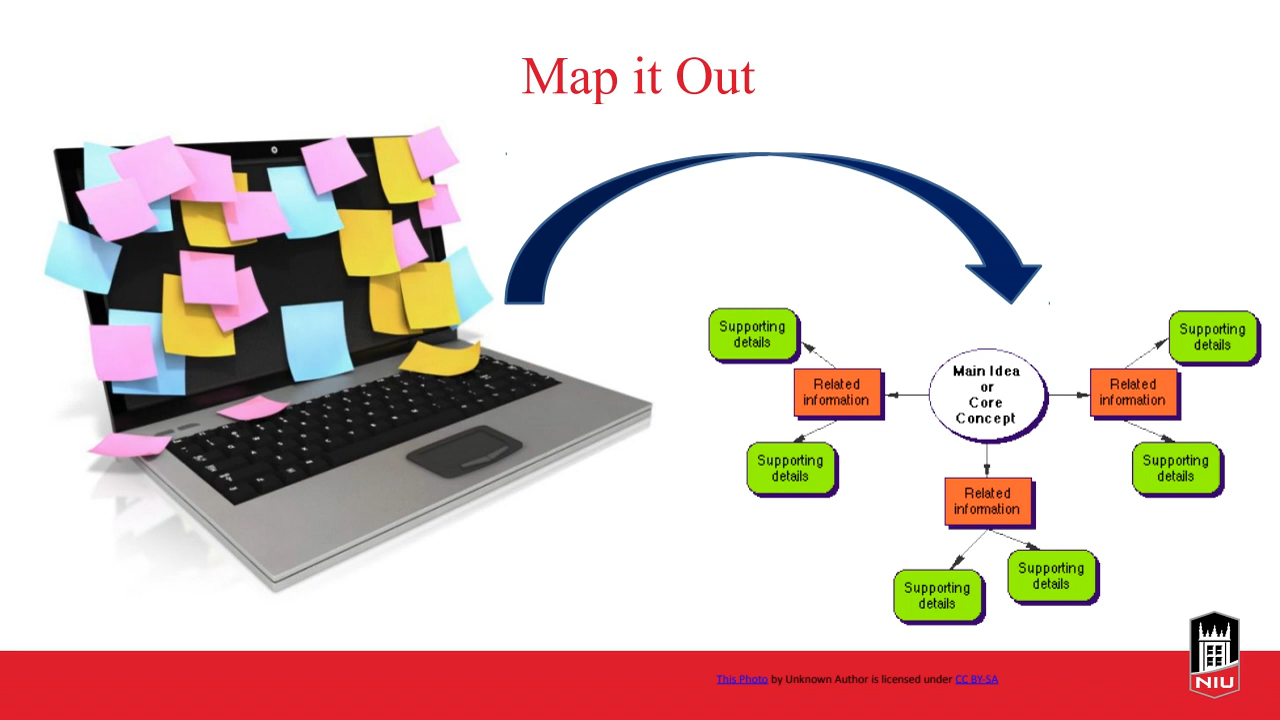 Map it Out
Supporting
details
Supporting
details
Main Idea
or
Core
Concept
Related
information
Related
information
Supporting
details
Supporting
details
Related
information
Supporting
details
Supporting
details
This Photo by Unknown Author is licensed under CC BY-SA
NIU